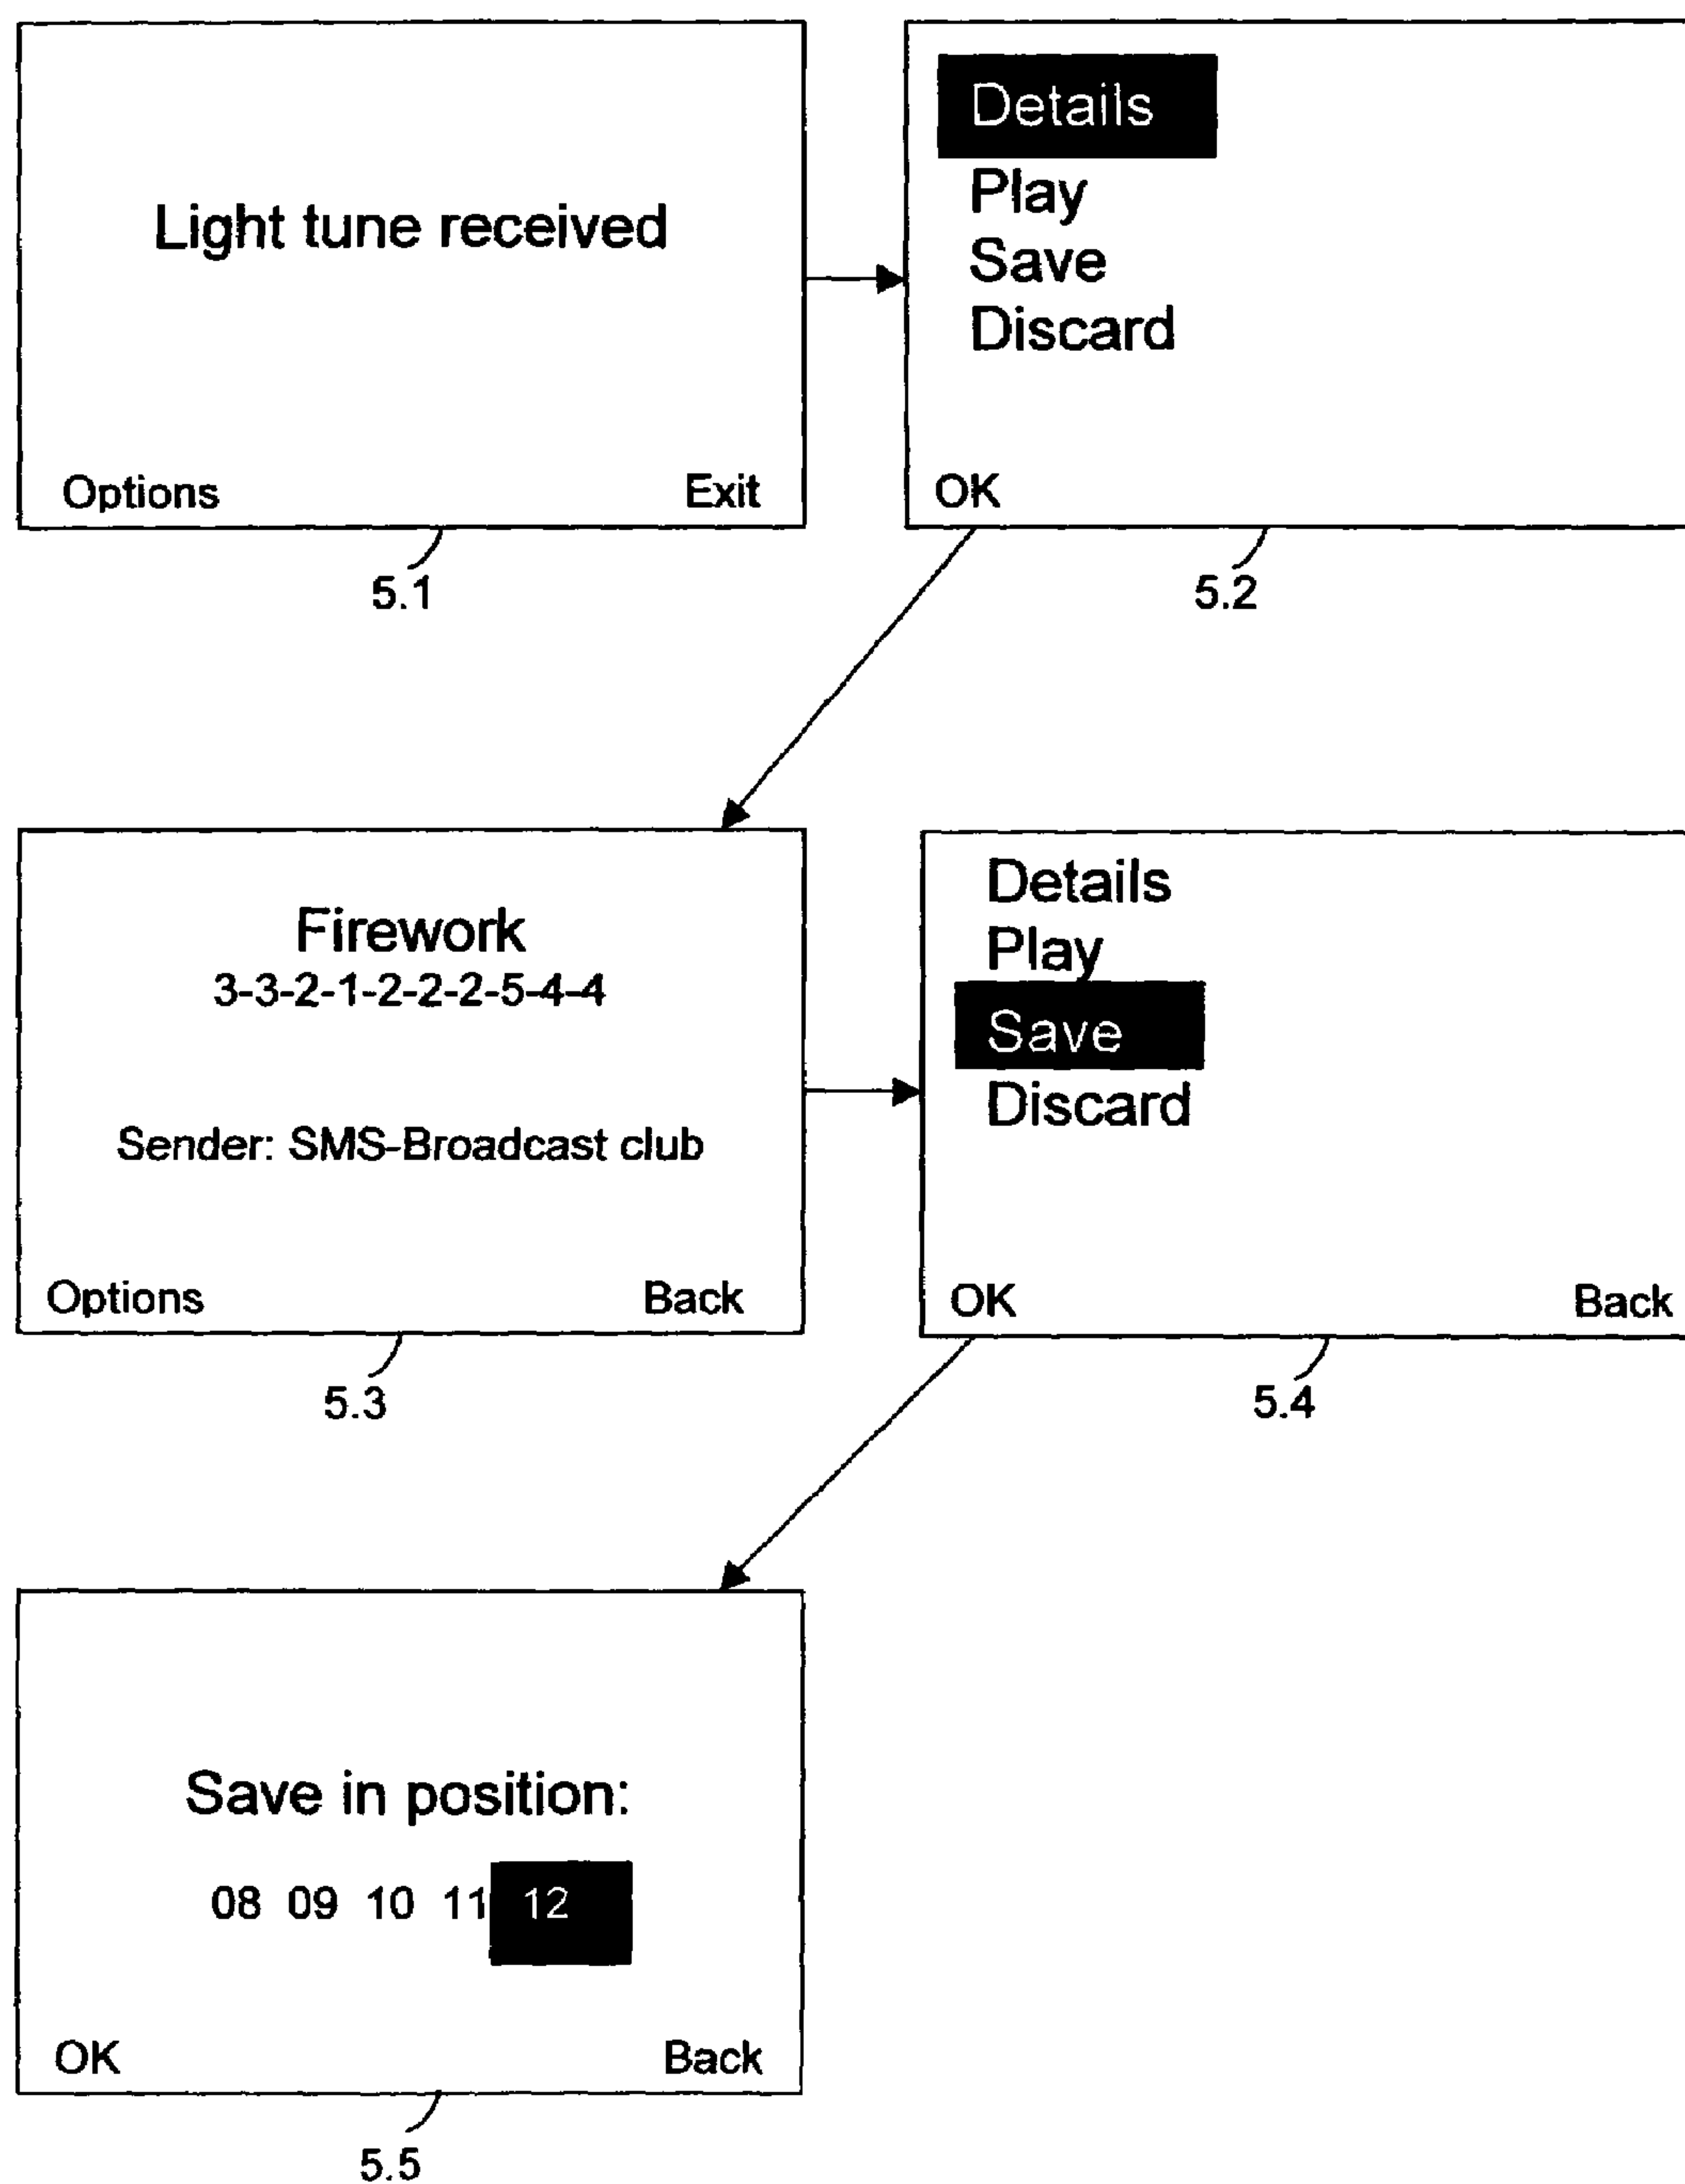 Light tune received
Options Exit
5.1
Details
Play
Save
Discard
OK
5.2
Firework
3-3-2-1-2-2-2-5-4-4
Sender: SMS-Broadcast club
Options Back
5.3
Details
Play
Save
Discard
OK Back
5.4
Save in position:
08 09 10 11 12
OK Back
5.5